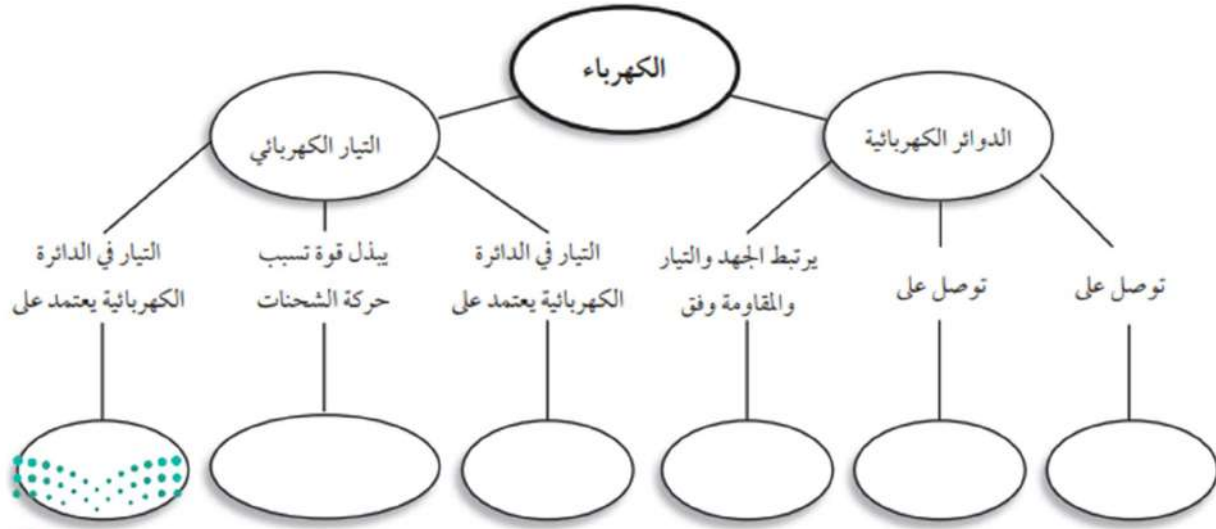 الكهرباء
الدوائر الكهربائية
التيار الكهربائي
توصل على
توصل على
يرتبط الجهد والتيار
والمقاومة وفق
التيار في الدائرة
الكهربائية يعتمد على
يبذل قوة تسبب
حركة الشحنات
التيار في الدائرة
الكهربائية يعتمد على